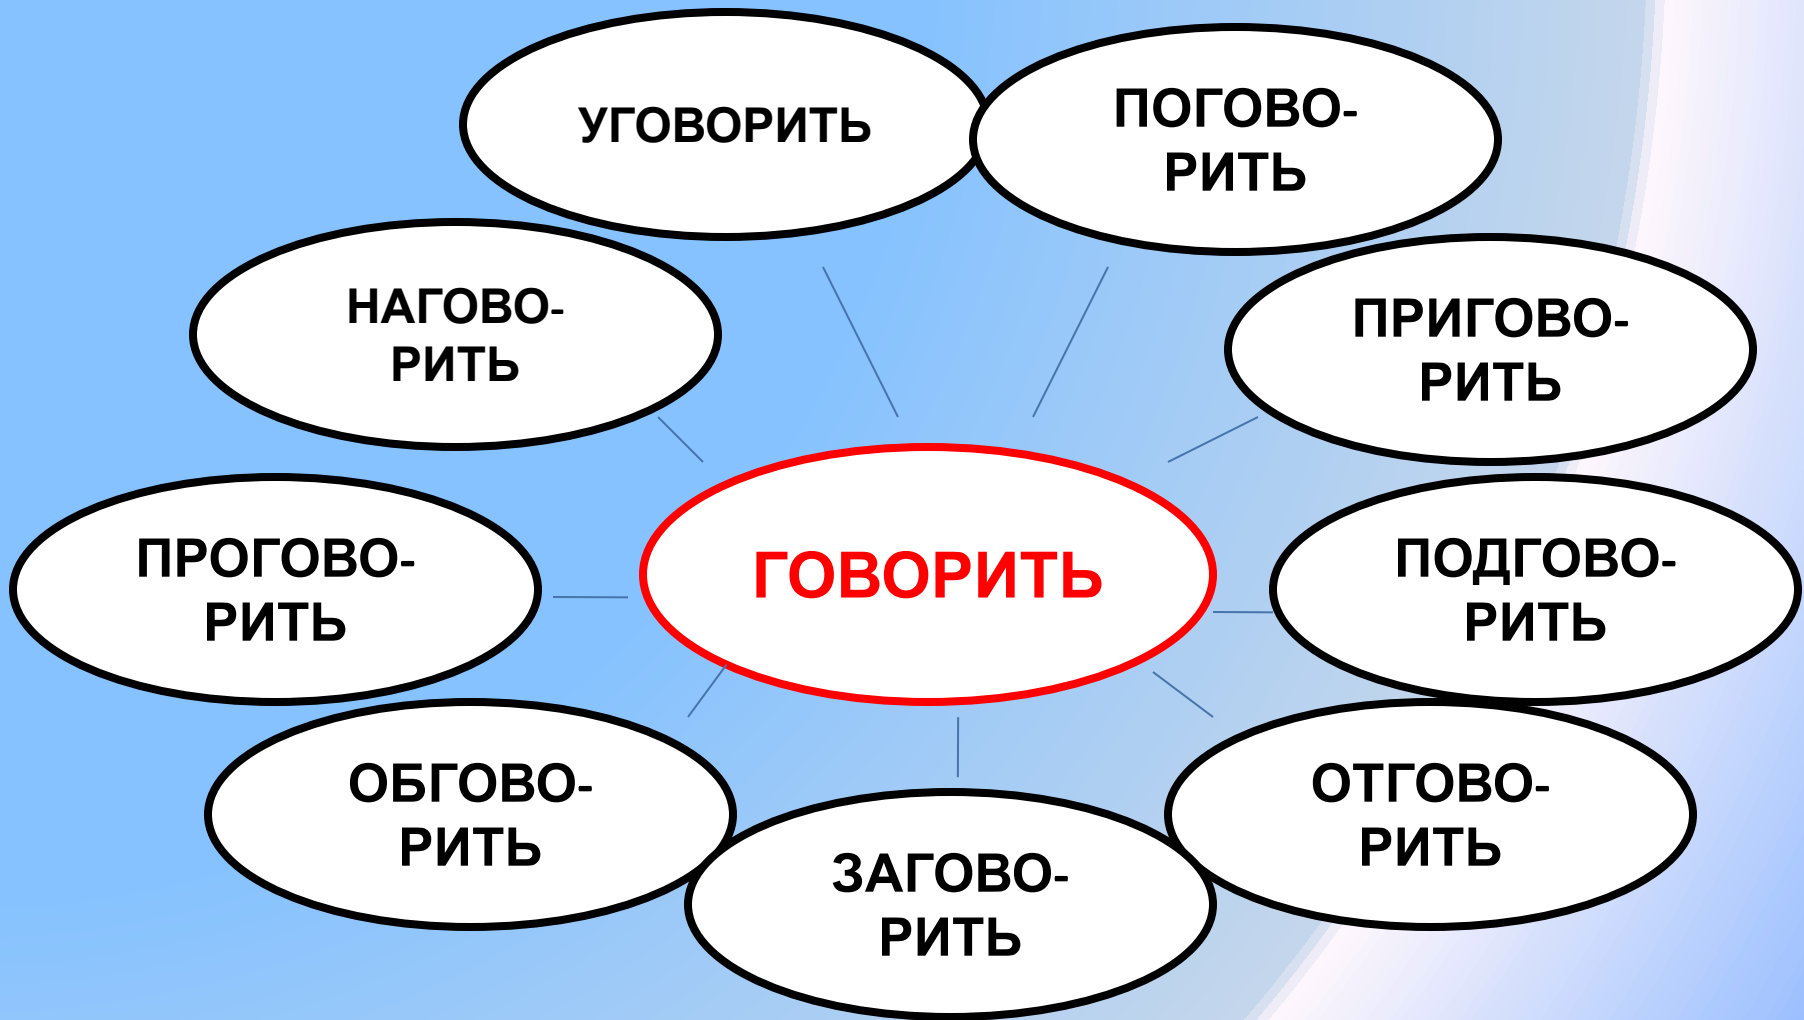 УГОВОРИТЬ
ПОГОВО-
РИТЬ
НАГОВО-
РИТЬ
ПРИГОВО-
РИТЬ
ПРОГОВО-
РИТЬ
ГОВОРИТЬ
ПОДГОВО-
РИТЬ
ОБГОВО-
РИТЬ
ЗАГОВО-
РИТЬ
ОТГОВО-
РИТЬ